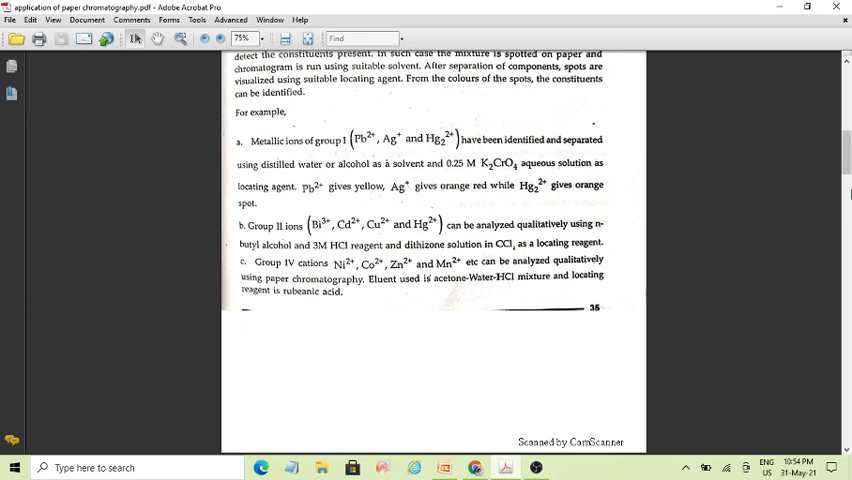 application of paper chromatography.pdf - Adobe Acrobat Pro
File Edit View Document Comments Forms Tools Advanced Window Help
75% Find
detect the constituents present. In such case the mixture is spotted on paper and
chromatogram is run using suitable solvent. After separation of components, spots are
visualized using suitable locating agent. From the colours of the spots, the constituents
can be identified.
For example,
a. Metallic ions of group I (Pb²⁺, Ag⁺ and Hg₂²⁺) have been identified and separated
using distilled water or alcohol as a solvent and 0.25 M K₂CrO₄ aqueous solution as
locating agent. Pb²⁺ gives yellow, Ag⁺ gives orange red while Hg₂²⁺ gives orange
spot.
b. Group II ions (Bi³⁺, Cd²⁺, Cu²⁺ and Hg²⁺) can be analyzed qualitatively using n-
butyl alcohol and 3M HCl reagent and dithizone solution in CCl₄ as a locating reagent.
c. Group IV cations Ni²⁺, Co²⁺, Zn²⁺ and Mn²⁺ etc can be analyzed qualitatively
using paper chromatography. Eluent used is acetone-Water-HCl mixture and locating
reagent is rubeanic acid.
35
Scanned by CamScanner
Type here to search
ENG
US
10:54 PM
31-May-21